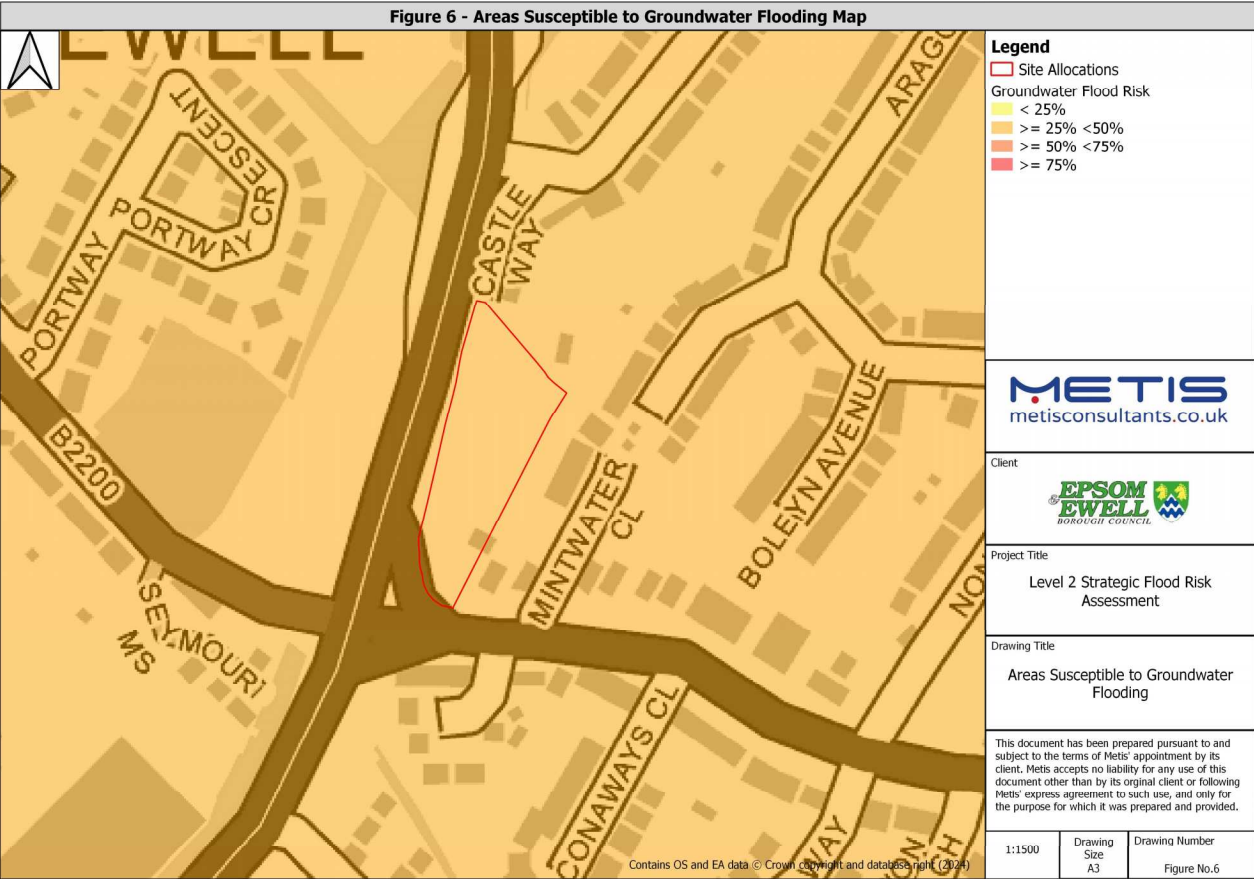 Figure 6 - Areas Susceptible to Groundwater Flooding Map
EWELL
PORTWAY CRESCENT
PORTWAY
B2200
SEYMOUR
MS
CASTLE
WAY
MINTWATER
CL
BOLEYN AVENUE
CONAWAYS CL
WAY
Contains OS and EA data © Crown copyright and database right (2024)
Legend
Site Allocations
Groundwater Flood Risk
< 25%
>= 25% <50%
>= 50% <75%
>= 75%
METIS
metisconsultants.co.uk
Client
& EPSOM
EWELL
BOROUGH COUNCIL
Project Title
Level 2 Strategic Flood Risk
Assessment
Drawing Title
Areas Susceptible to Groundwater
Flooding
This document has been prepared pursuant to and
subject to the terms of Metis' appointment by its
client. Metis accepts no liability for any use of this
document other than by its orginal client or following
Metis' express agreement to such use, and only for
the purpose for which it was prepared and provided.
1:1500
Drawing
Size
A3
Drawing Number
Figure No.6